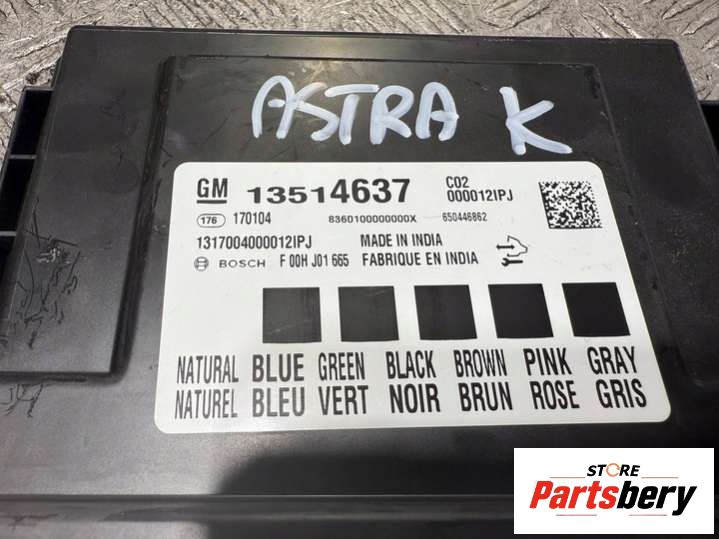 ASTRA K
GM 13514637 C02
000012IPJ
176 170104 8360100000000X 650446862
1317004000012IPJ MADE IN INDIA
BOSCH F 00H J01 665 FABRIQUE EN INDIA
NATURAL BLUE GREEN BLACK BROWN PINK GRAY
NATUREL BLEU VERT NOIR BRUN ROSE GRIS
STORE
Partsbery